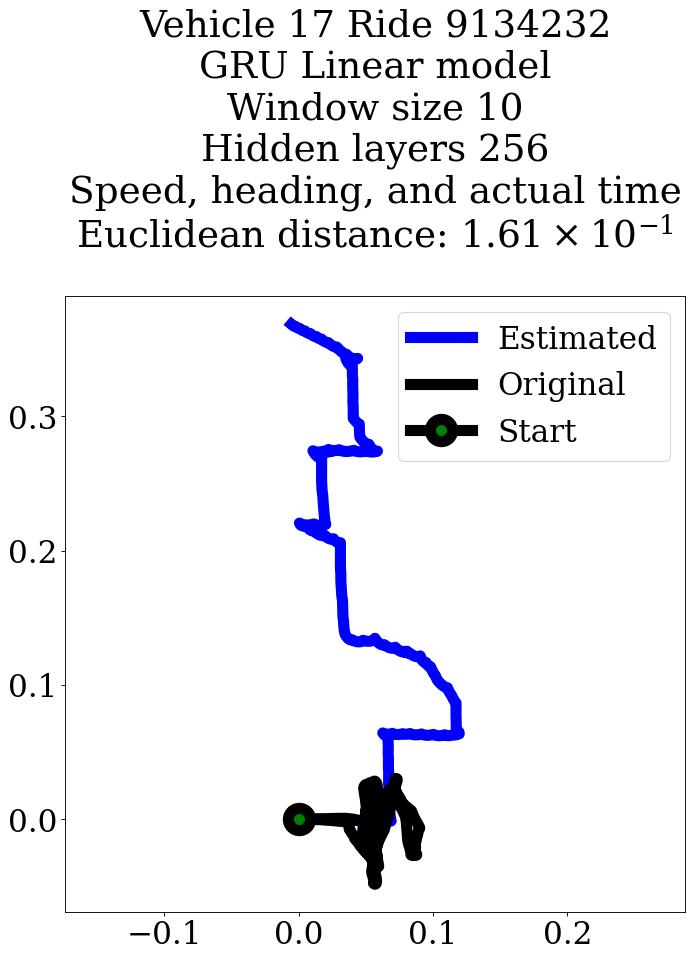 Vehicle 17 Ride 9134232
GRU Linear model
Window size 10
Hidden layers 256
Speed, heading, and actual time
Euclidean distance: 1.61 × 10⁻¹
Estimated
Original
Start
0.3
0.2
0.1
0.0
−0.1 0.0 0.1 0.2